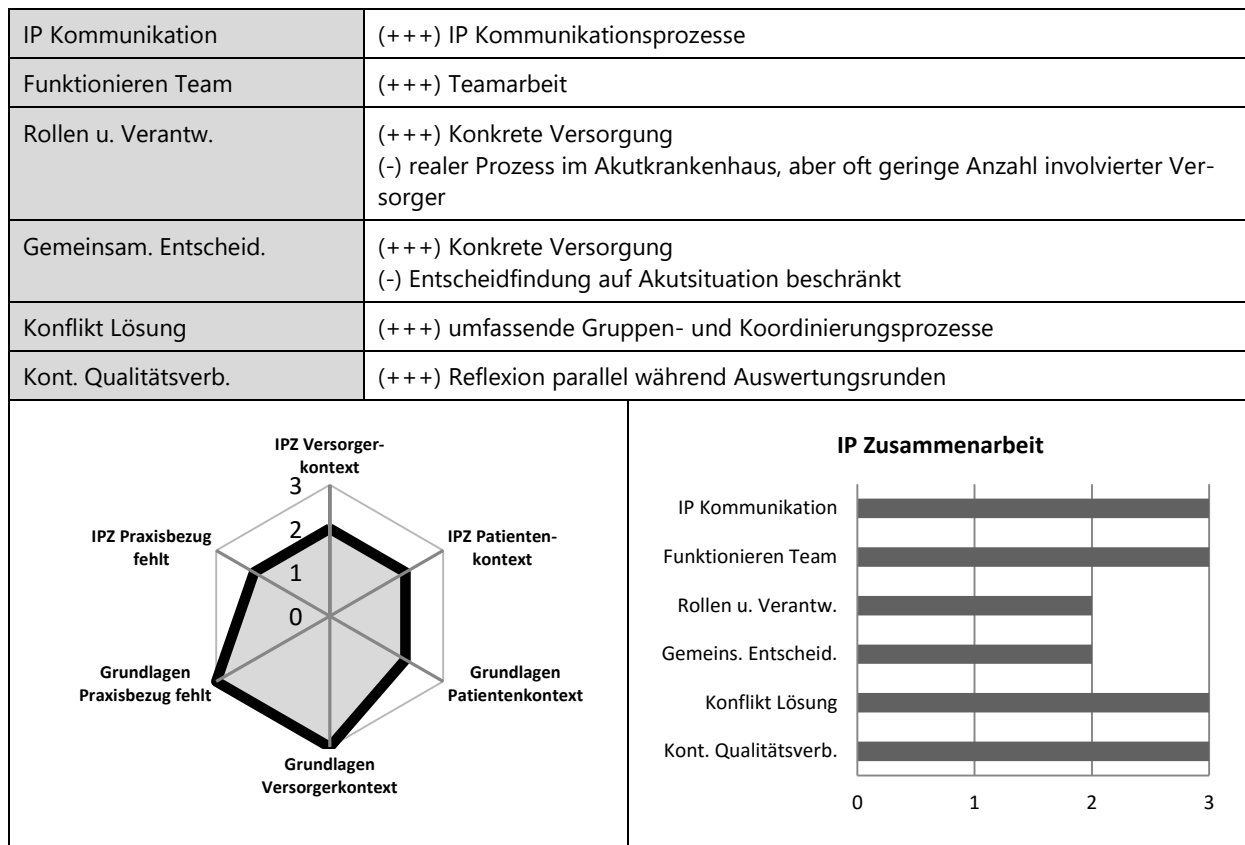 IP Kommunikation
(+++) IP Kommunikationsprozesse
Funktionieren Team
(+++) Teamarbeit
Rollen u. Verantw.
(+++) Konkrete Versorgung
(-) realer Prozess im Akutkrankenhaus, aber oft geringe Anzahl involvierter Ver-
sorger
Gemeinsam. Entscheid.
(+++) Konkrete Versorgung
(-) Entscheidfindung auf Akutsituation beschränkt
Konflikt Lösung
(+++) umfassende Gruppen- und Koordinierungsprozesse
Kont. Qualitätsverb.
(+++) Reflexion parallel während Auswertungsrunden
IPZ Versorger-
kontext
3
2
1
0
IPZ Patienten-
kontext
Grundlagen
Patientenkontext
Grundlagen
Versorgerkontext
Grundlagen
Praxisbezug fehlt
IPZ Praxisbezug
fehlt
IP Zusammenarbeit
IP Kommunikation
Funktionieren Team
Rollen u. Verantw.
Gemeins. Entscheid.
Konflikt Lösung
Kont. Qualitätsverb.
0 1 2 3